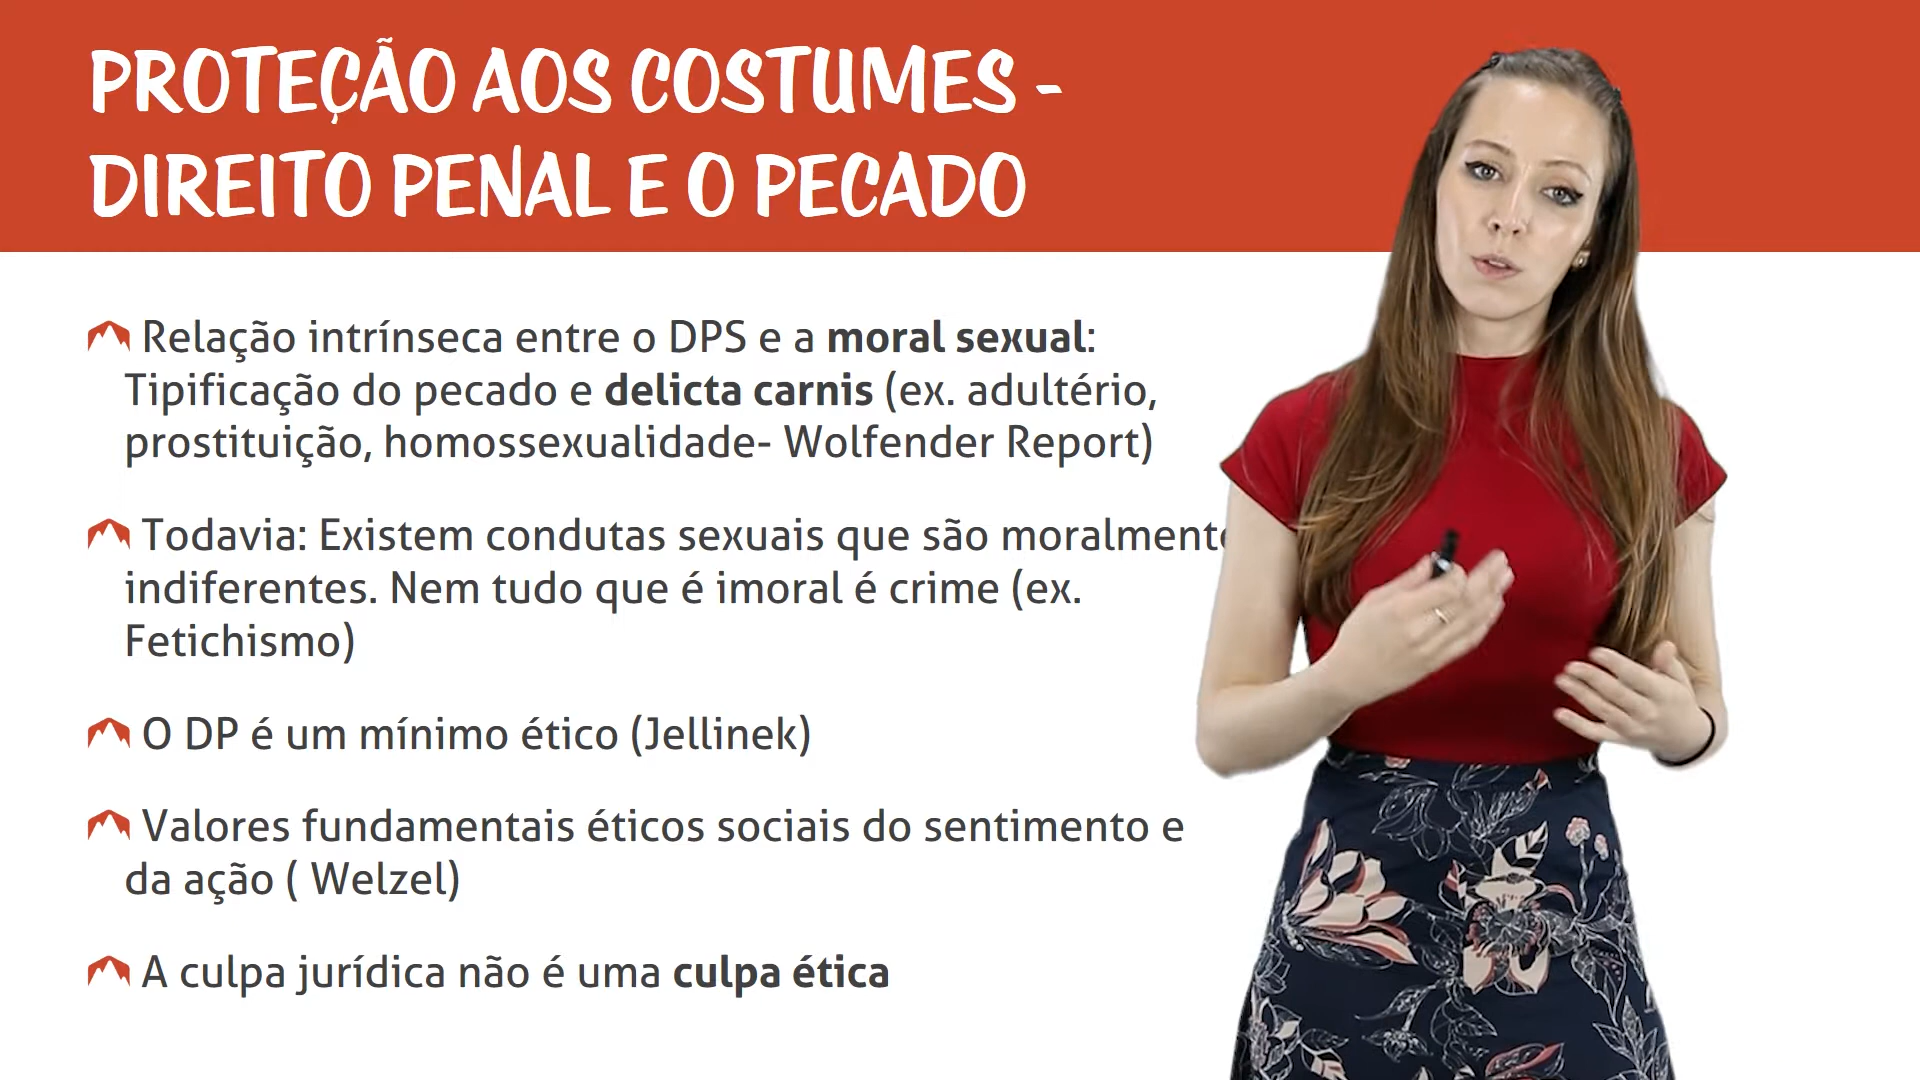 PROTEÇÃO AOS COSTUMES -
DIREITO PENAL E O PECADO
Relação intrínseca entre o DPS e a moral sexual:
Tipificação do pecado e delicta carnis (ex. adultério,
prostituição, homossexualidade- Wolfender Report)
Todavia: Existem condutas sexuais que são moralmente
indiferentes. Nem tudo que é imoral é crime (ex.
Fetichismo)
O DP é um mínimo ético (Jellinek)
Valores fundamentais éticos sociais do sentimento e
da ação ( Welzel)
A culpa jurídica não é uma culpa ética